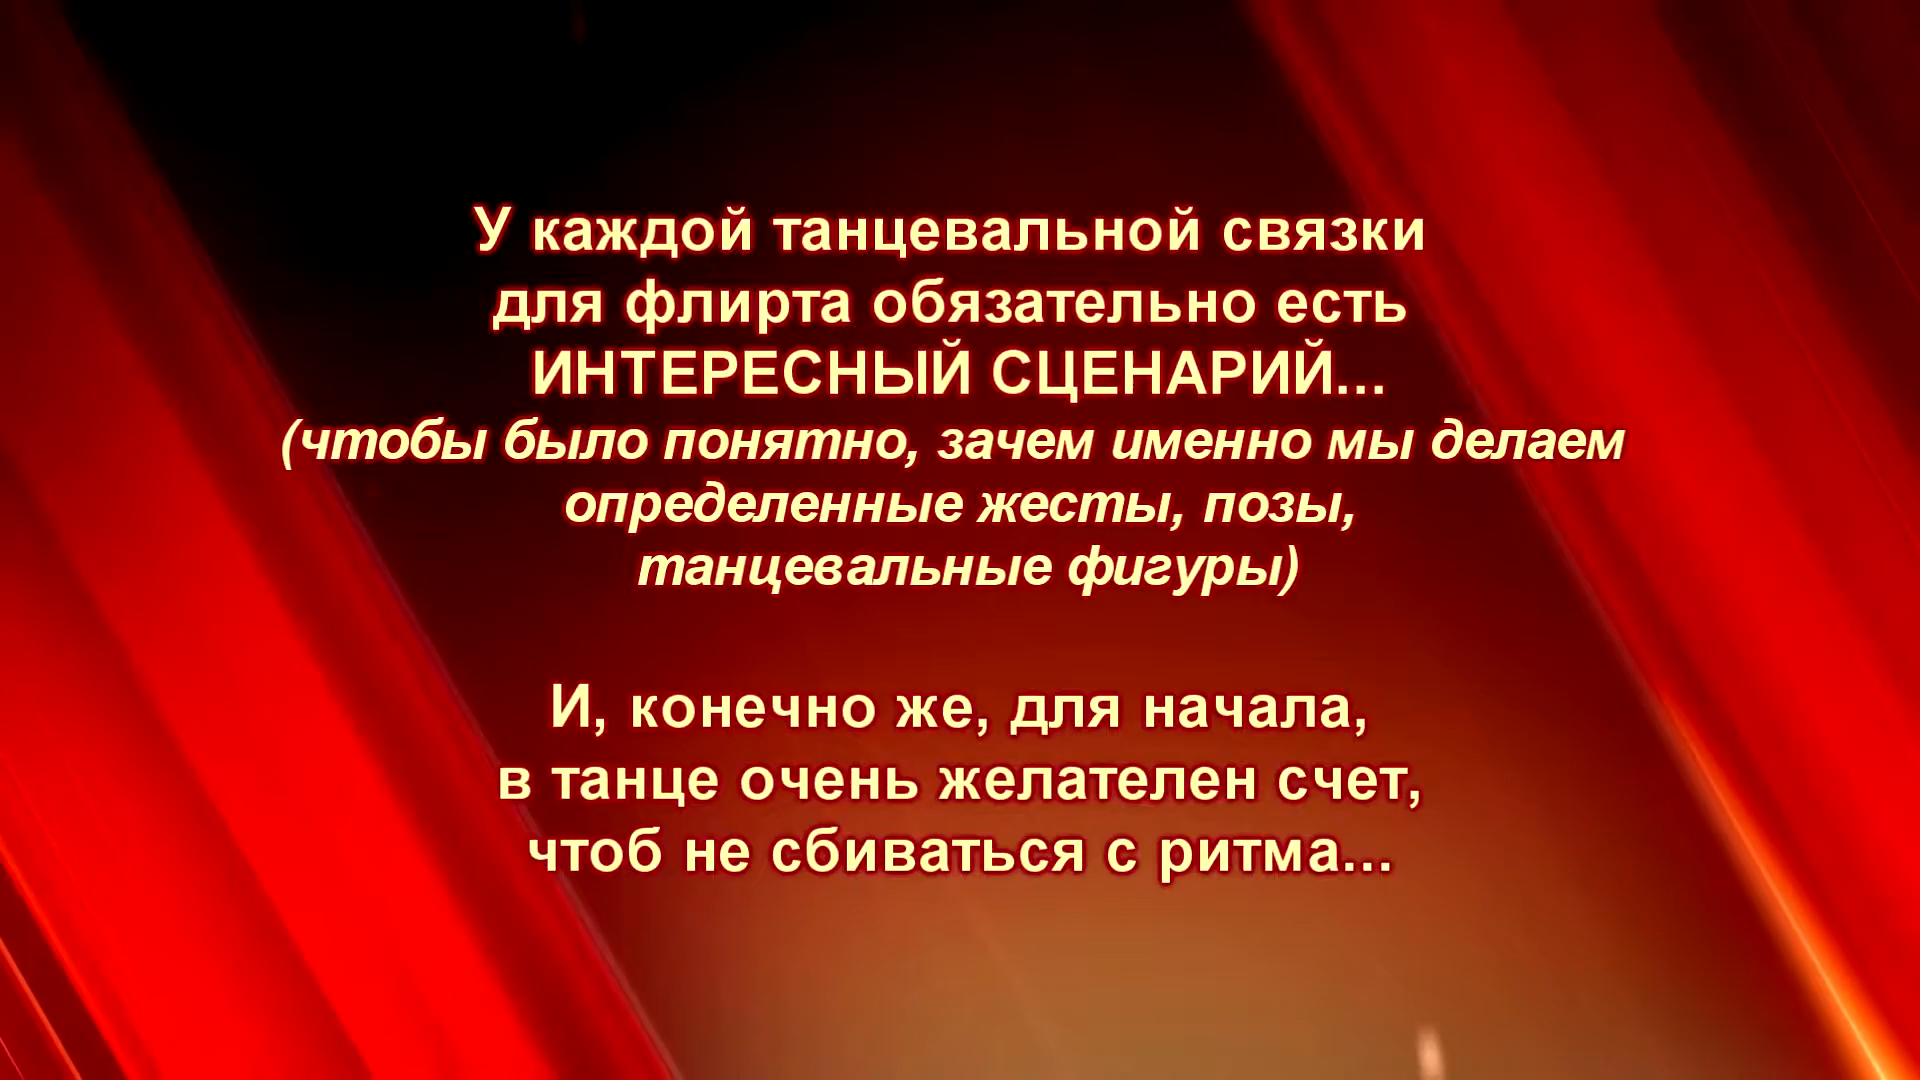 У каждой танцевальной связки
для флирта обязательно есть
ИНТЕРЕСНЫЙ СЦЕНАРИЙ...
(чтобы было понятно, зачем именно мы делаем
определенные жесты, позы,
танцевальные фигуры)
И, конечно же, для начала,
в танце очень желателен счет,
чтоб не сбиваться с ритма...